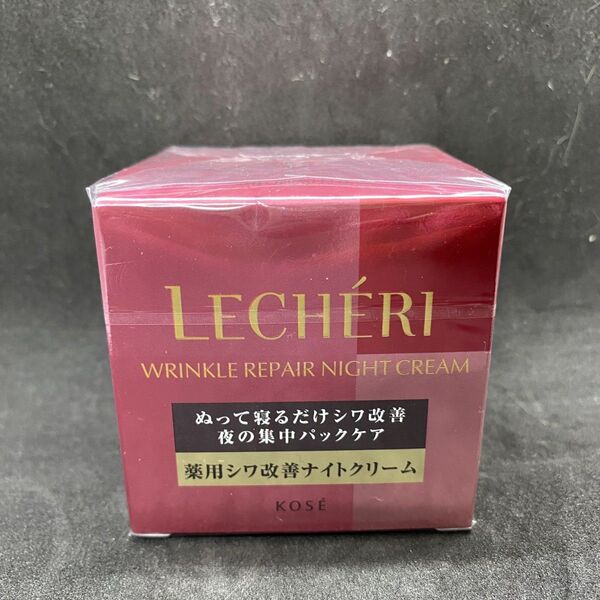 LECHÉRI
WRINKLE REPAIR NIGHT CREAM
ぬって寝るだけシワ改善
夜の集中パックケア
薬用シワ改善ナイトクリーム
KOSÉ